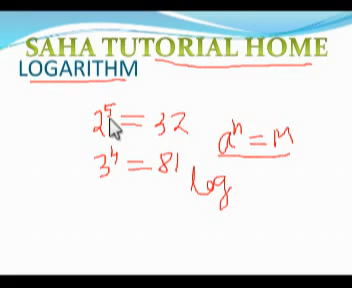 SAHA TUTORIAL HOME
LOGARITHM
2⁵ = 32
aⁿ = M
3⁴ = 81
log